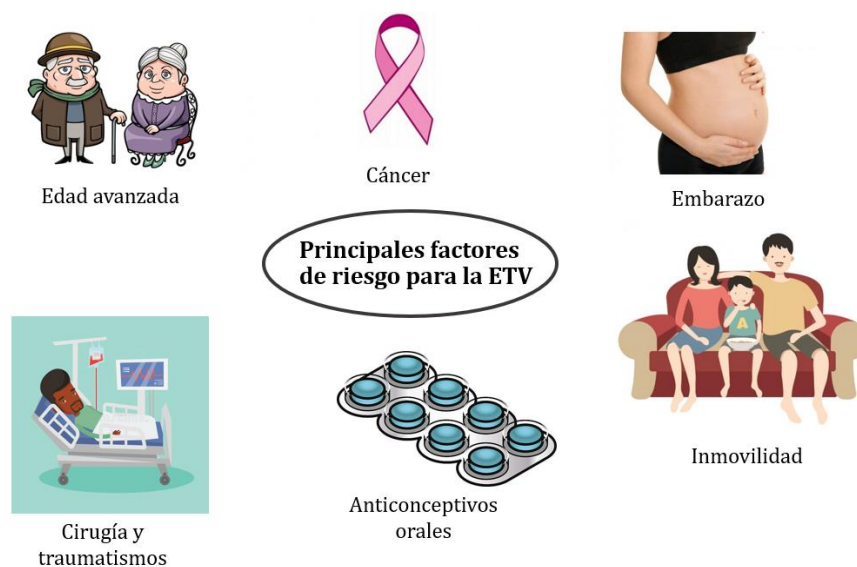 Edad avanzada
Cáncer
Embarazo
Principales factores
de riesgo para la ETV
A
Inmovilidad
Anticonceptivos
orales
Cirugía y
traumatismos